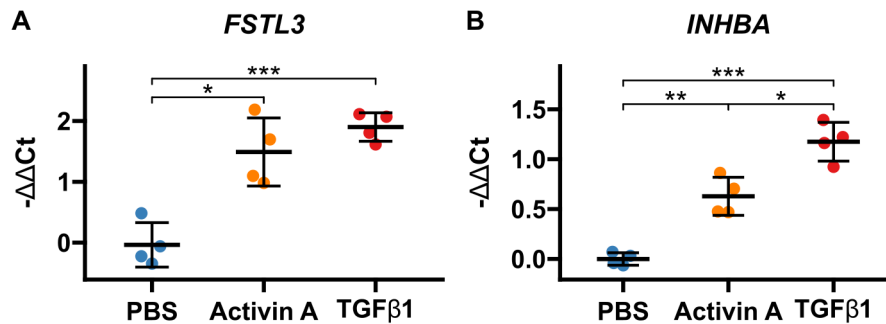 A
FSTL3
***
*
-ΔΔCt
2
1
0
PBS
Activin A
TGFβ1
B
INHBA
***
**
*
-ΔΔCt
1.5
1.0
0.5
0.0
PBS
Activin A
TGFβ1